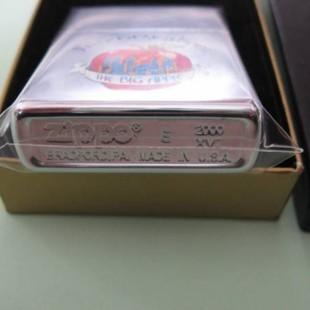 THE BIG APPLE
Zippo® E 2000
XVI
BRADFORD,PA. MADE IN U.S.A.